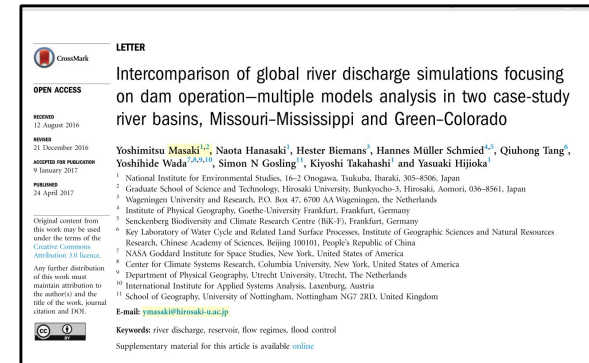 CrossMark
OPEN ACCESS
RECEIVED
12 August 2016
REVISED
21 December 2016
ACCEPTED FOR PUBLICATION
9 January 2017
PUBLISHED
24 April 2017
Original content from
this work may be used
under the terms of the
Creative Commons
Attribution 3.0 licence.
Any further distribution
of this work must
maintain attribution to
the author(s) and the
title of the work, journal
citation and DOI.
CC BY
LETTER
Intercomparison of global river discharge simulations focusing
on dam operation—multiple models analysis in two case-study
river basins, Missouri–Mississippi and Green–Colorado
Yoshimitsu Masaki1,2, Naota Hanasaki1, Hester Biemans3, Hannes Müller Schmied4,5, Qiuhong Tang6,
Yoshihide Wada7,8,9,10, Simon N Gosling11, Kiyoshi Takahashi1 and Yasuaki Hijioka1
1 National Institute for Environmental Studies, 16–2 Onogawa, Tsukuba, Ibaraki, 305–8506, Japan
2 Graduate School of Science and Technology, Hirosaki University, Bunkyocho-3, Hirosaki, Aomori, 036–8561, Japan
3 Wageningen University and Research, P.O. Box 47, 6700 AA Wageningen, the Netherlands
4 Institute of Physical Geography, Goethe-University Frankfurt, Frankfurt, Germany
5 Senckenberg Biodiversity and Climate Research Centre (BiK-F), Frankfurt, Germany
6 Key Laboratory of Water Cycle and Related Land Surface Processes, Institute of Geographic Sciences and Natural Resources
Research, Chinese Academy of Sciences, Beijing 100101, People's Republic of China
7 NASA Goddard Institute for Space Studies, New York, United States of America
8 Center for Climate Systems Research, Columbia University, New York, United States of America
9 Department of Physical Geography, Utrecht University, Utrecht, The Netherlands
10 International Institute for Applied Systems Analysis, Laxenburg, Austria
11 School of Geography, University of Nottingham, Nottingham NG7 2RD, United Kingdom
E-mail: ymasaki@hirosaki-u.ac.jp
Keywords: river discharge, reservoir, flow regimes, flood control
Supplementary material for this article is available online